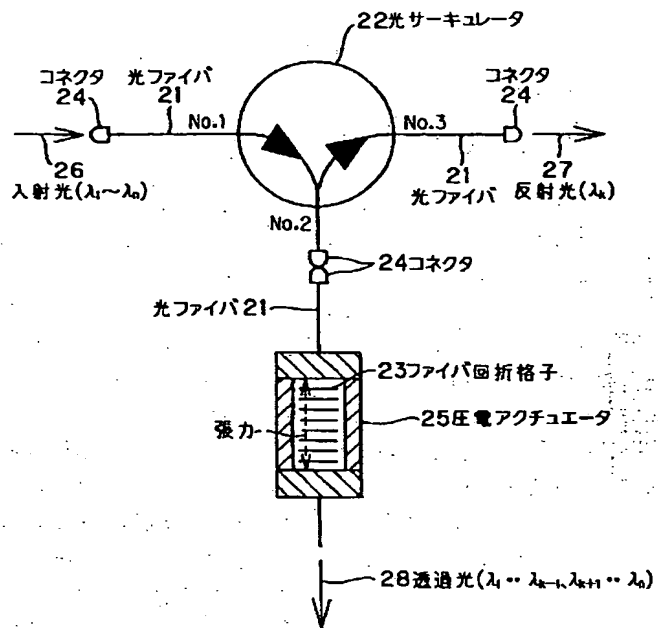 22光サーキュレータ
コネクタ
24
光ファイバ
21
コネクタ
24
No.1
No.3
26
入射光(λ₁~λₙ)
21
光ファイバ
27
反射光(λₖ)
No.2
24コネクタ
光ファイバ21
23ファイバ回折格子
張力
25圧電アクチュエータ
28透過光(λ₁‥λₖ₋₁,λₖ₊₁‥λₙ)